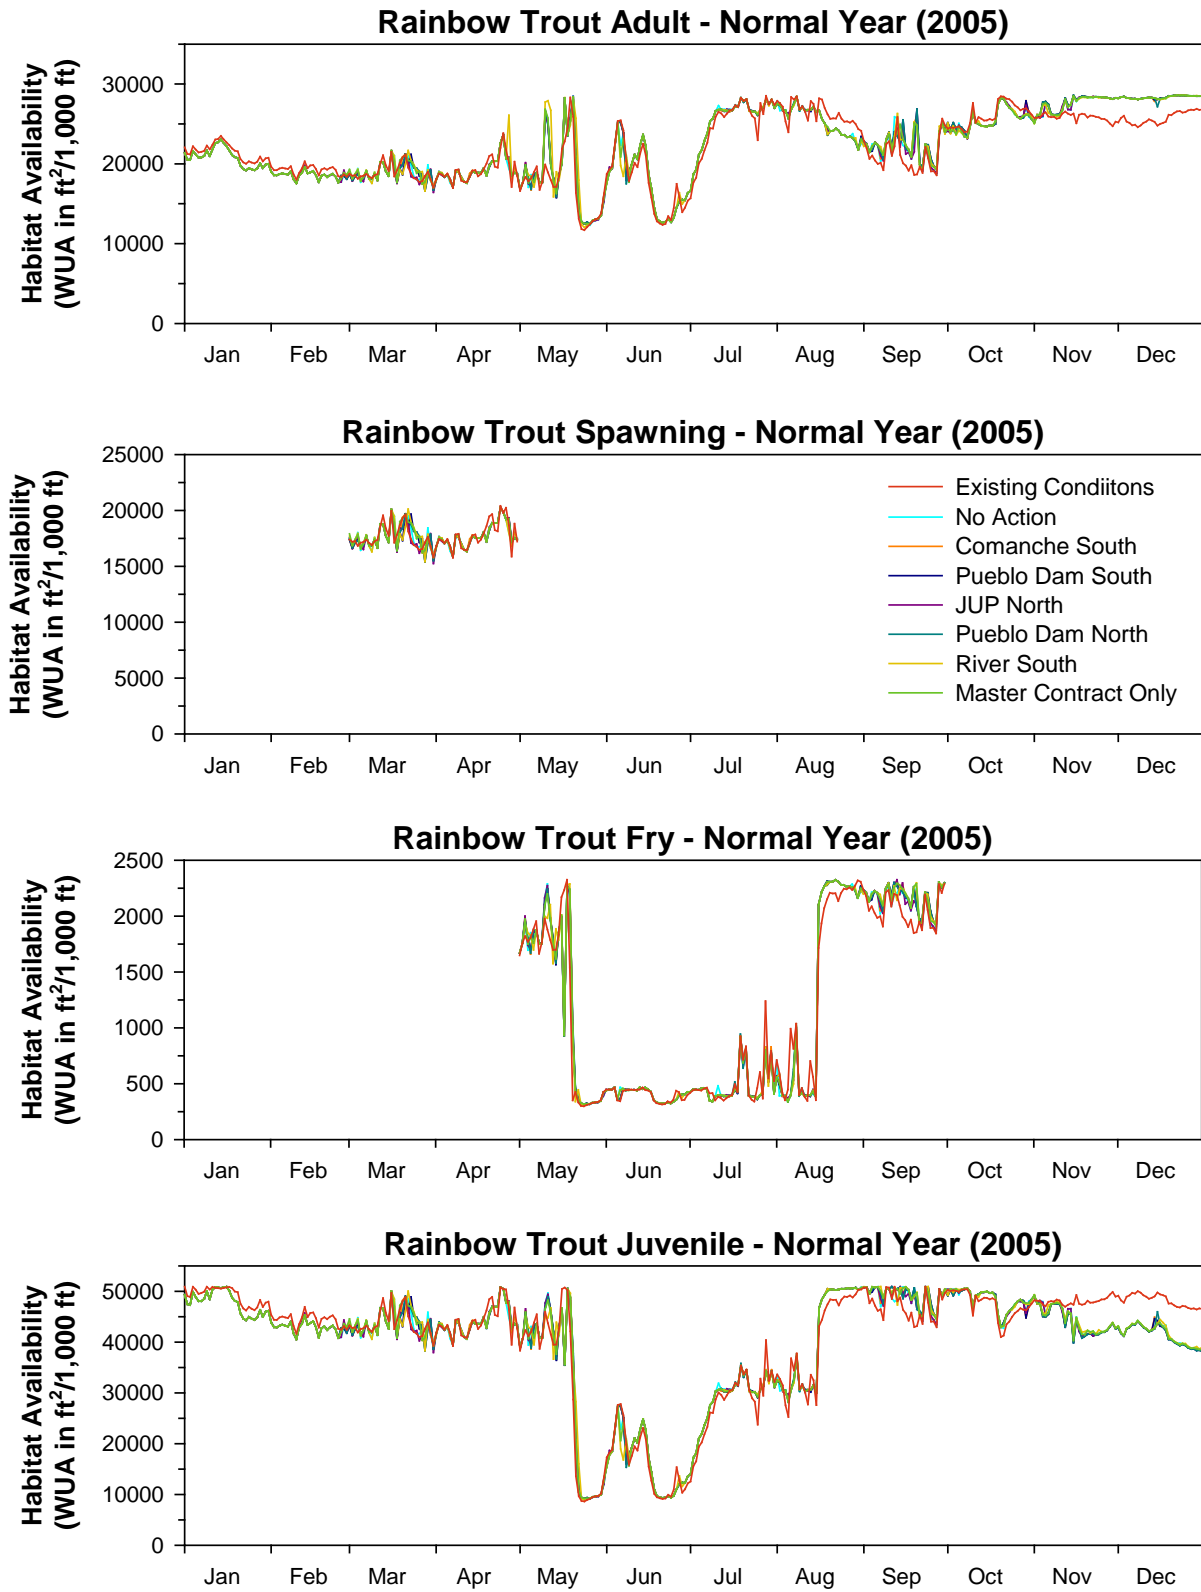 Rainbow Trout Adult - Normal Year (2005)
Habitat Availability
(WUA in ft²/1,000 ft)
30000
20000
10000
0
Jan Feb Mar Apr May Jun Jul Aug Sep Oct Nov Dec
Rainbow Trout Spawning - Normal Year (2005)
Habitat Availability
(WUA in ft²/1,000 ft)
25000
20000
15000
10000
5000
0
Existing Condiitons
No Action
Comanche South
Pueblo Dam South
JUP North
Pueblo Dam North
River South
Master Contract Only
Jan Feb Mar Apr May Jun Jul Aug Sep Oct Nov Dec
Rainbow Trout Fry - Normal Year (2005)
Habitat Availability
(WUA in ft²/1,000 ft)
2500
2000
1500
1000
500
0
Jan Feb Mar Apr May Jun Jul Aug Sep Oct Nov Dec
Rainbow Trout Juvenile - Normal Year (2005)
Habitat Availability
(WUA in ft²/1,000 ft)
50000
40000
30000
20000
10000
0
Jan Feb Mar Apr May Jun Jul Aug Sep Oct Nov Dec